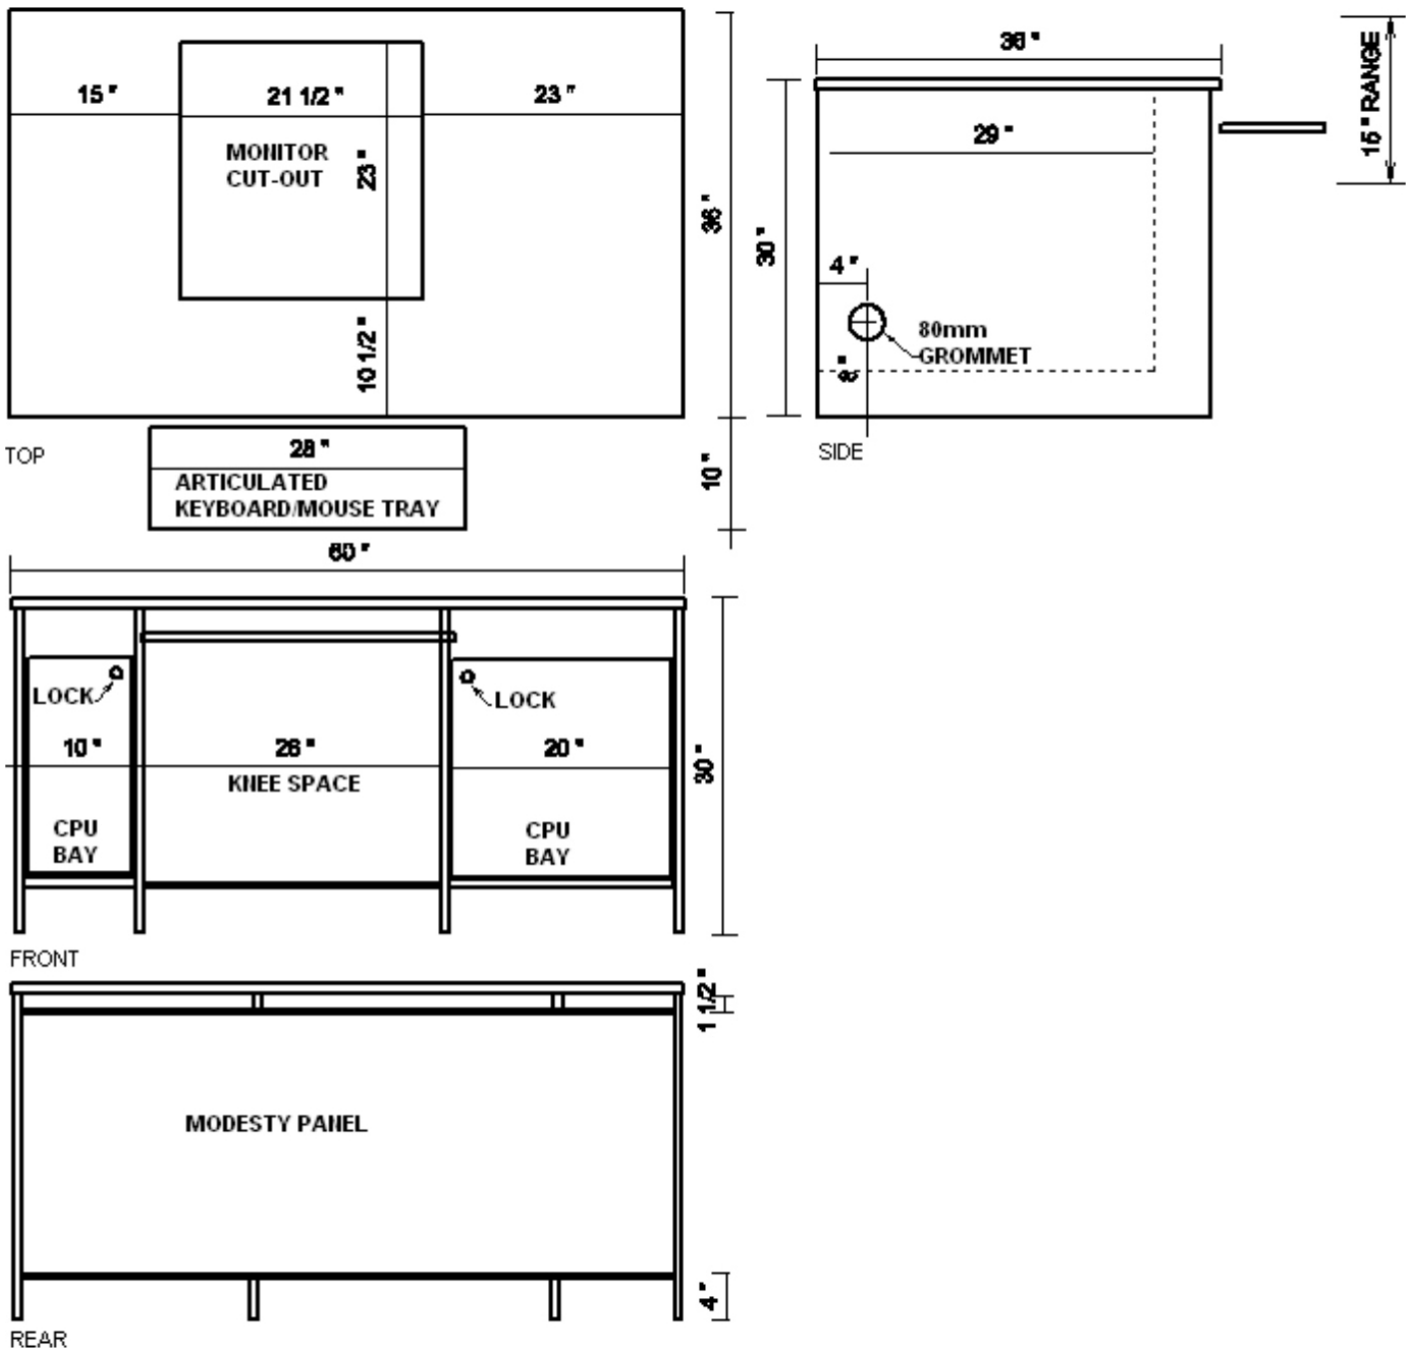 15 "
21 1/2 "
23 "
MONITOR
CUT-OUT
23 "
36 "
10 1/2 "
TOP
28 "
ARTICULATED
KEYBOARD/MOUSE TRAY
10 "
36 "
15 " RANGE
29 "
30 "
4 "
80mm
GROMMET
SIDE
60 "
LOCK
LOCK
10 "
26 "
20 "
30 "
KNEE SPACE
CPU
BAY
CPU
BAY
FRONT
1 1/2 "
MODESTY PANEL
4 "
REAR